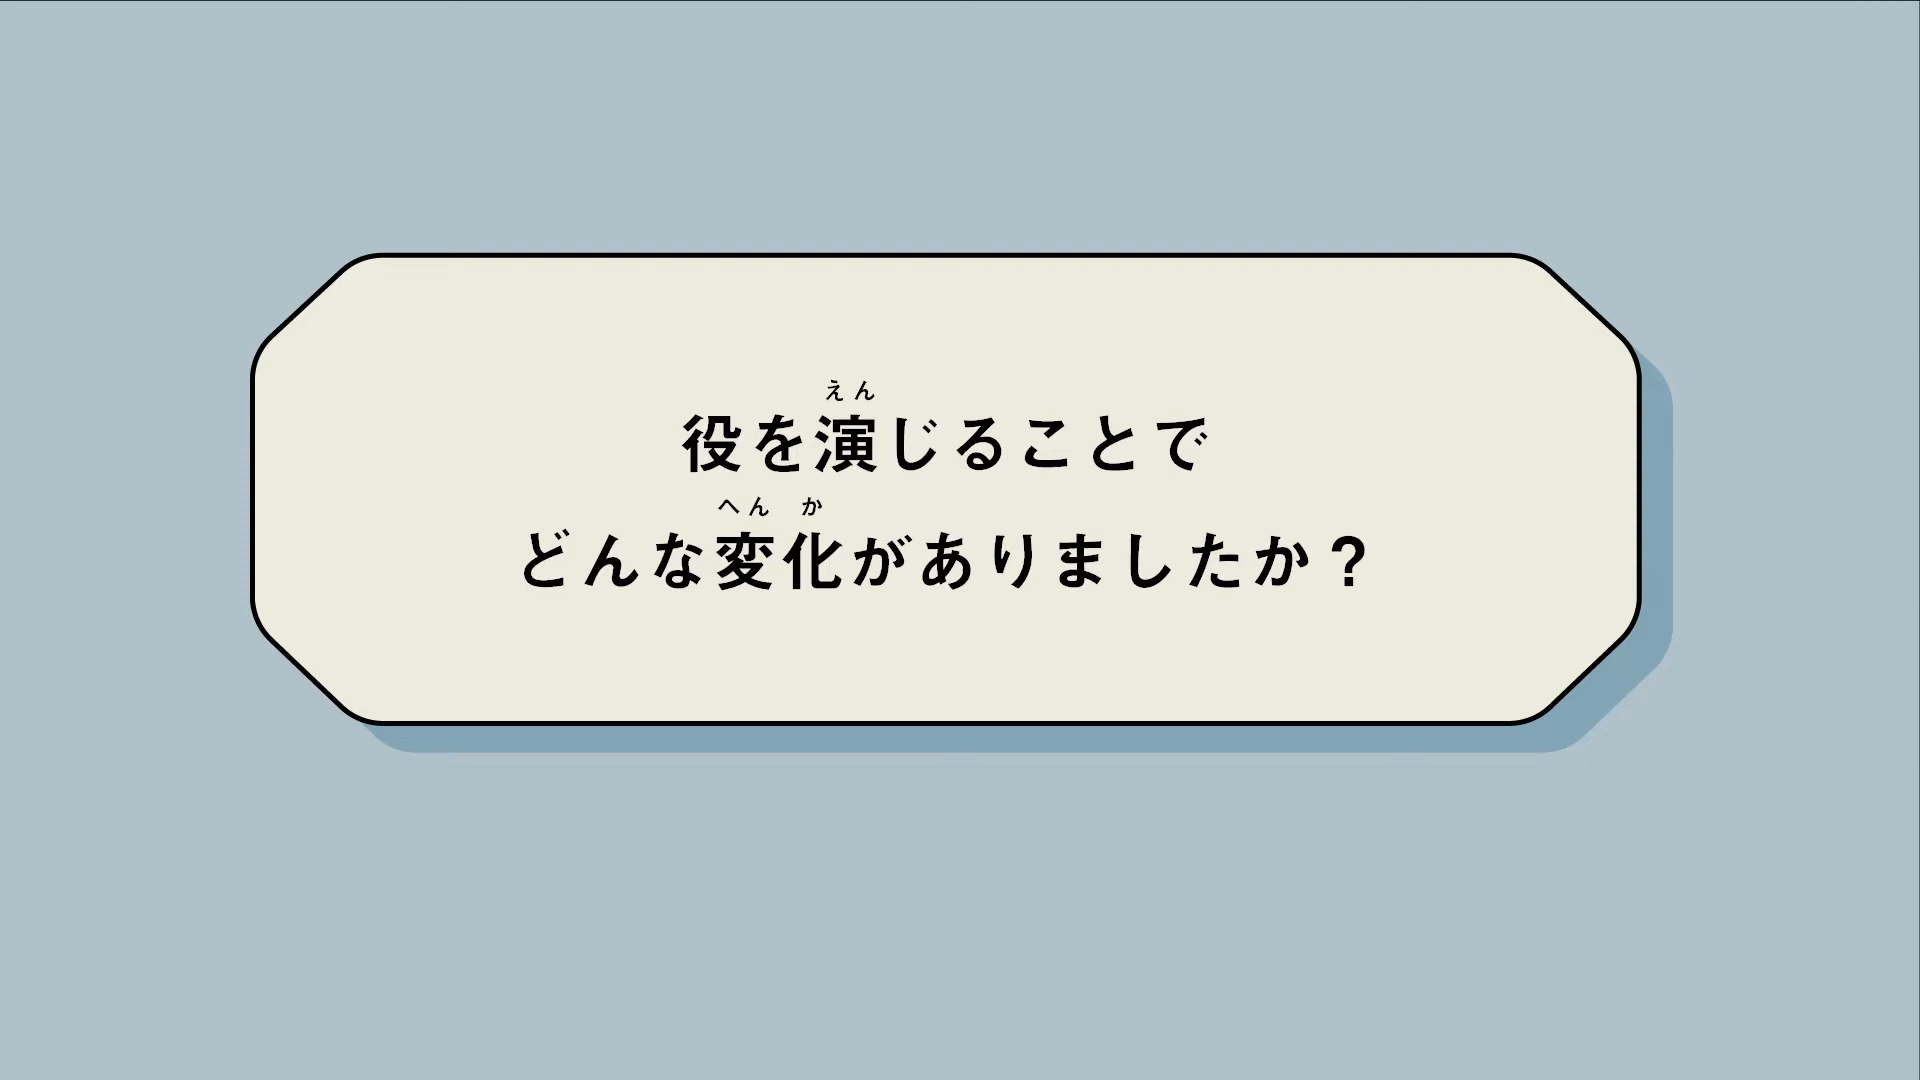 えん
役を演じることで
へん か
どんな変化がありましたか？